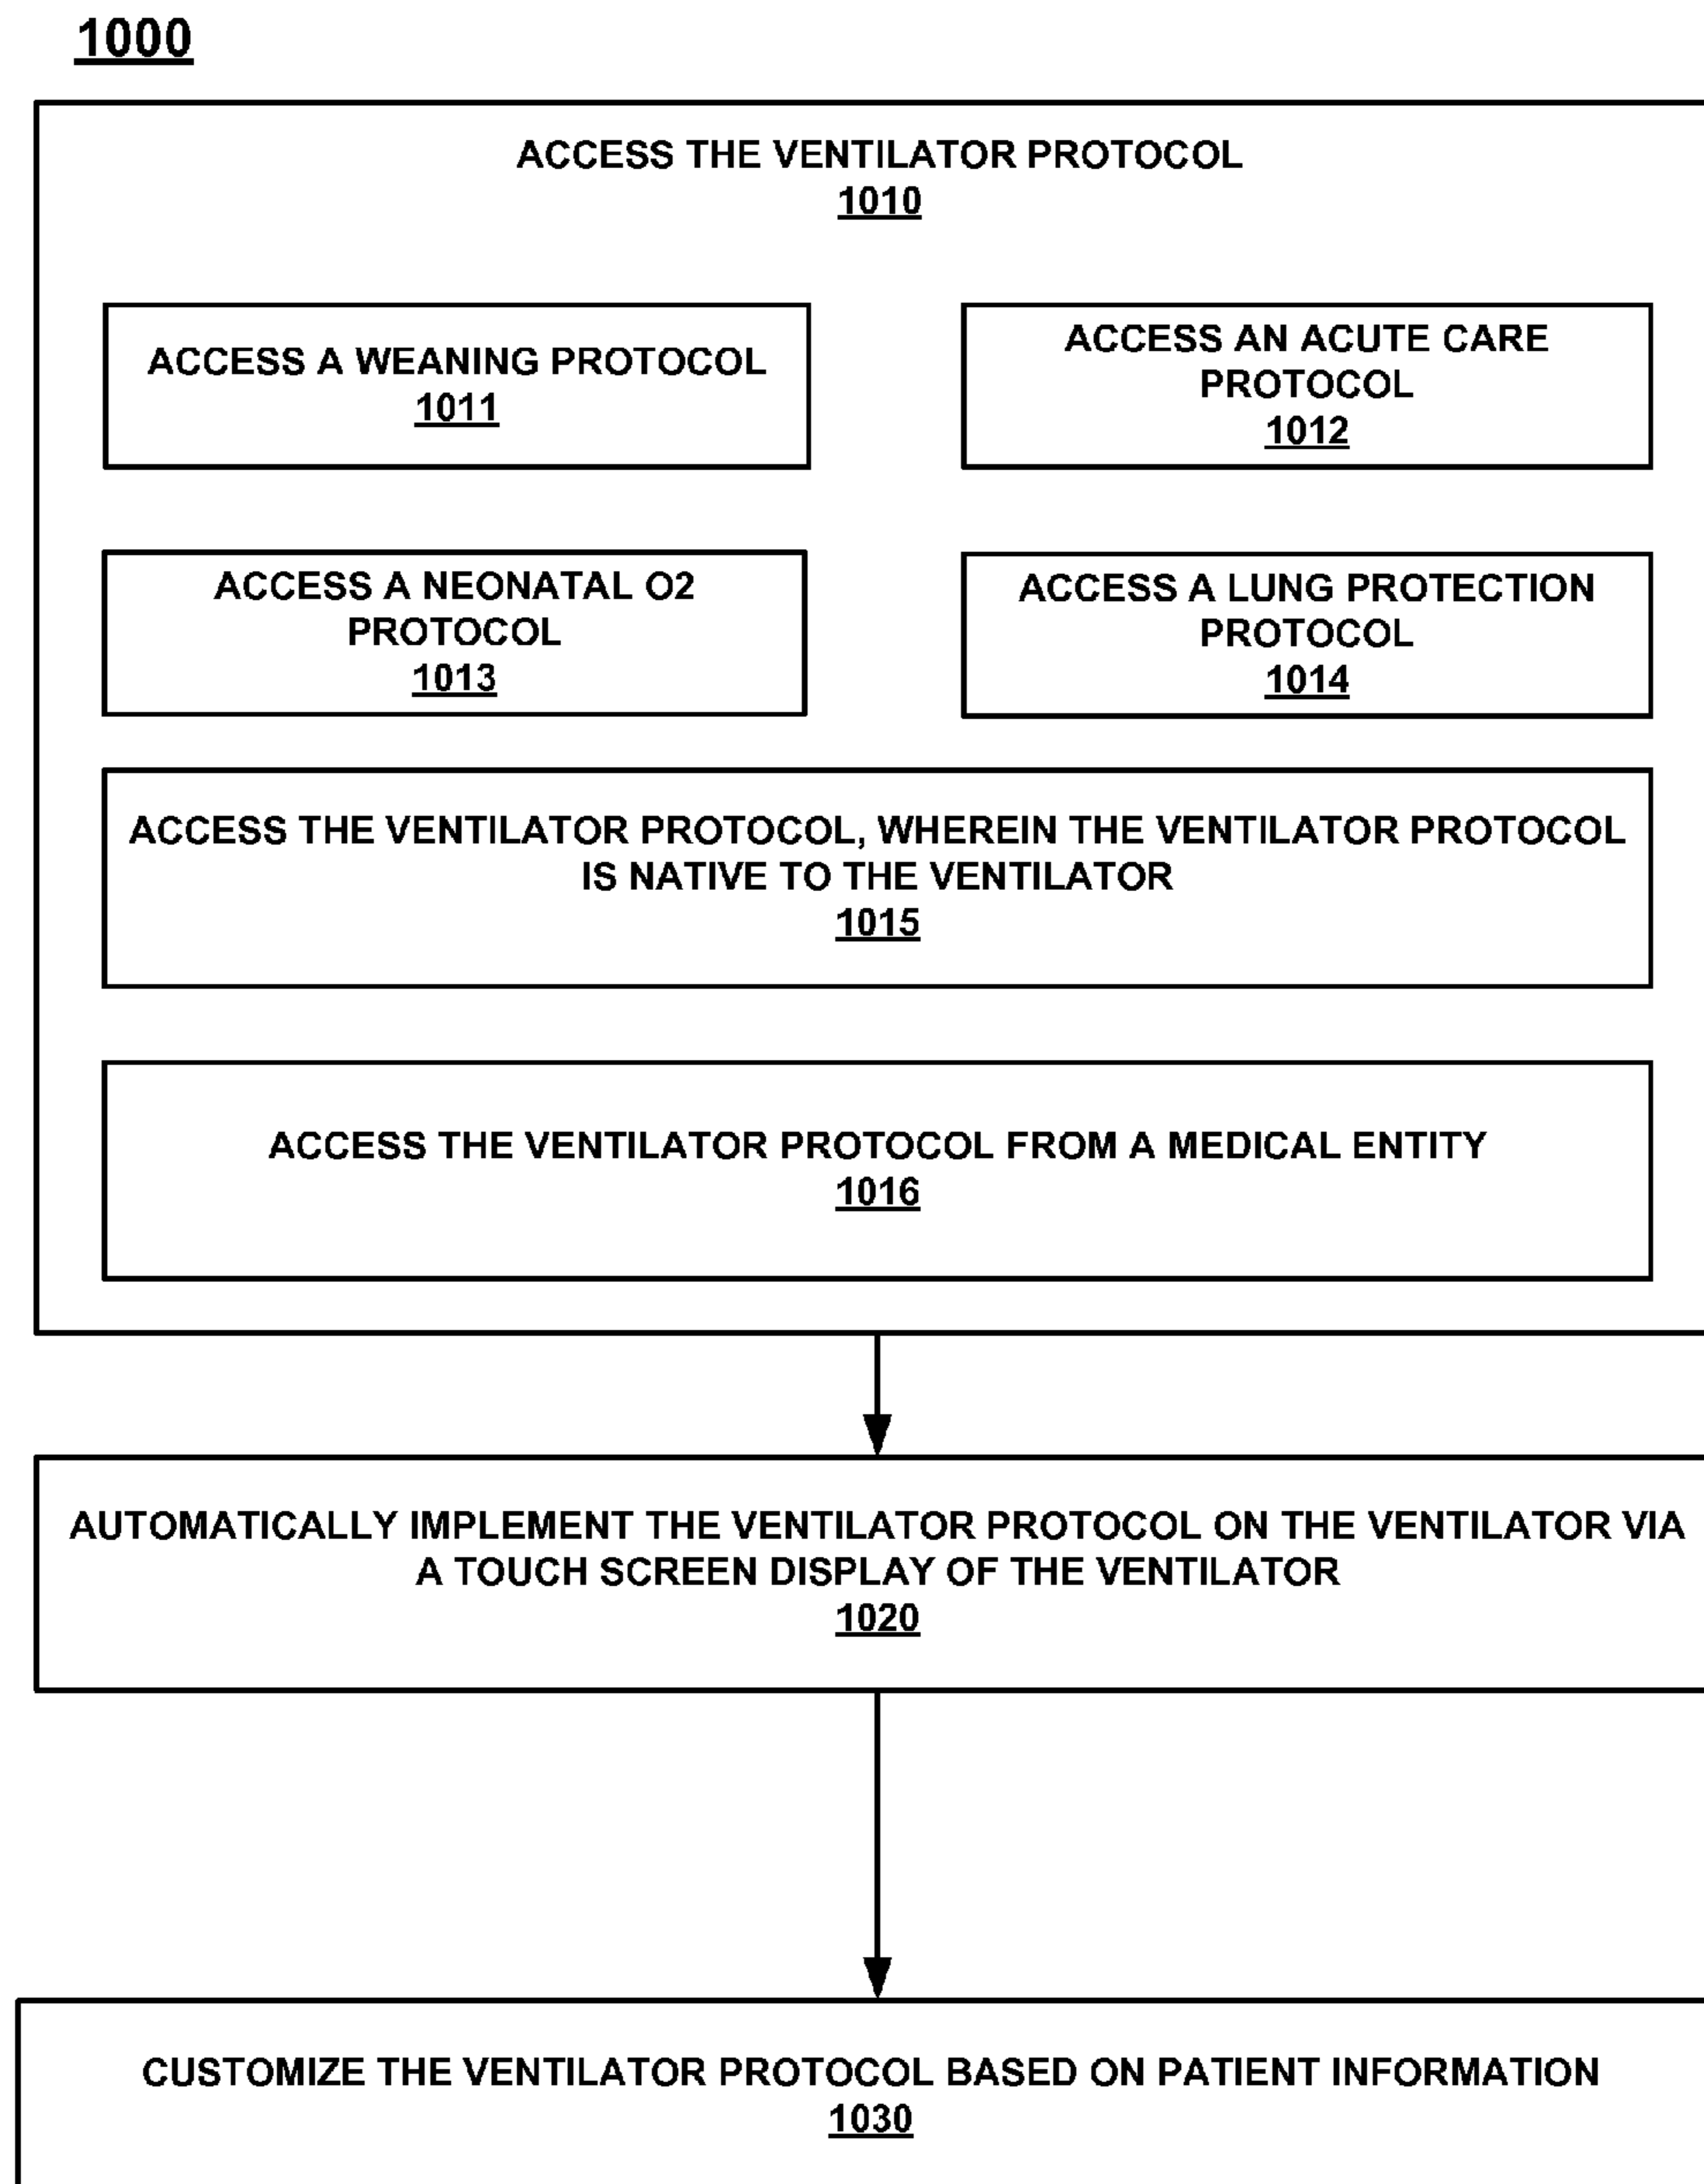 1000
ACCESS THE VENTILATOR PROTOCOL
1010
ACCESS A WEANING PROTOCOL
1011
ACCESS AN ACUTE CARE
PROTOCOL
1012
ACCESS A NEONATAL O2
PROTOCOL
1013
ACCESS A LUNG PROTECTION
PROTOCOL
1014
ACCESS THE VENTILATOR PROTOCOL, WHEREIN THE VENTILATOR PROTOCOL
IS NATIVE TO THE VENTILATOR
1015
ACCESS THE VENTILATOR PROTOCOL FROM A MEDICAL ENTITY
1016
AUTOMATICALLY IMPLEMENT THE VENTILATOR PROTOCOL ON THE VENTILATOR VIA
A TOUCH SCREEN DISPLAY OF THE VENTILATOR
1020
CUSTOMIZE THE VENTILATOR PROTOCOL BASED ON PATIENT INFORMATION
1030